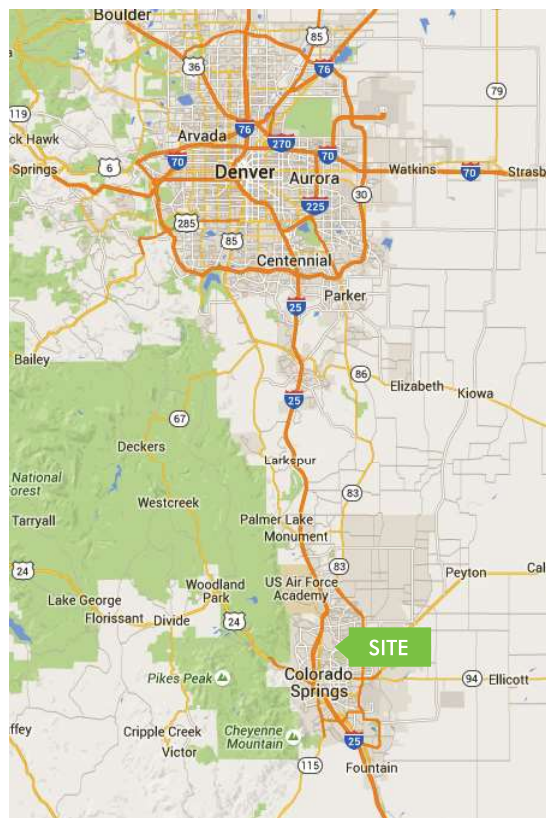 Boulder
36
85
76
79
119
Arvada
76
270
ck Hawk
Springs
6
70
Denver
Aurora
70
Watkins
70
Strasb
30
225
285
85
Centennial
Parker
25
Bailey
86
Elizabeth
Kiowa
25
67
Deckers
Larkspur
National
orest
Westcreek
83
Tarryall
Palmer Lake
Monument
24
83
US Air Force
Academy
Peyton
Cal
Woodland
Park
Lake George
Florissant
Divide
24
SITE
Pikes Peak
Colorado
Springs
94
Ellicott
ffey
Cripple Creek
Victor
Cheyenne
Mountain
25
115
Fountain